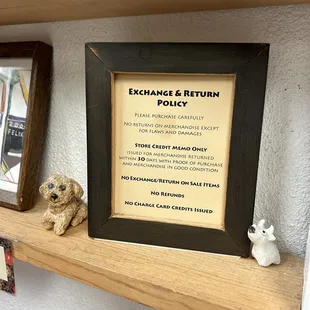 Exchange & Return
Policy
Please purchase carefully
No returns on merchandise except
for flaws and damages
Store Credit Memo Only
issued for merchandise returned
within 30 days with proof of purchase
and merchandise in good condition
No Exchange/Return on Sale Items
No Refunds
No Charge Card Credits Issued